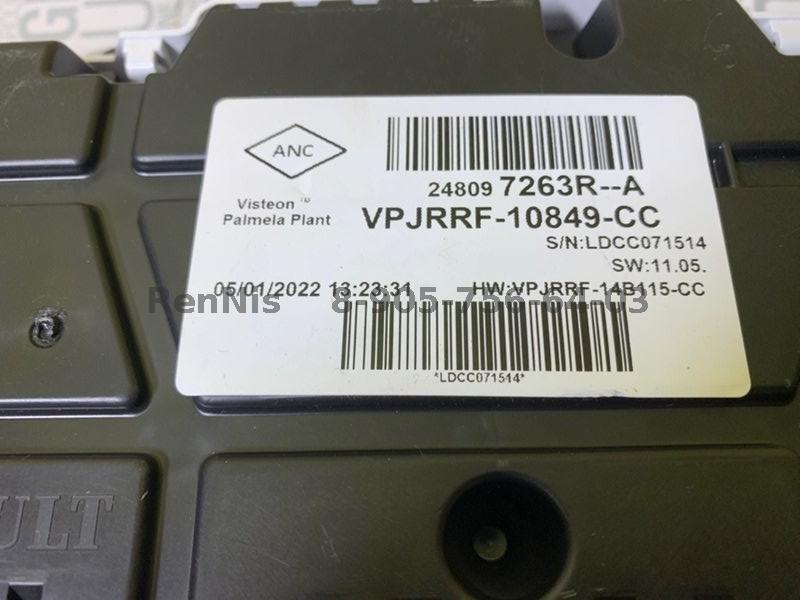 ANC
24809 7263R--A
Visteon™
Palmela Plant
VPJRRF-10849-CC
S/N:LDCC071514
SW:11.05.
05/01/2022 13:23:31 HW:VPJRRF-14B115-CC
RenNis 8-905-756-64-03
*LDCC071514*
ULT